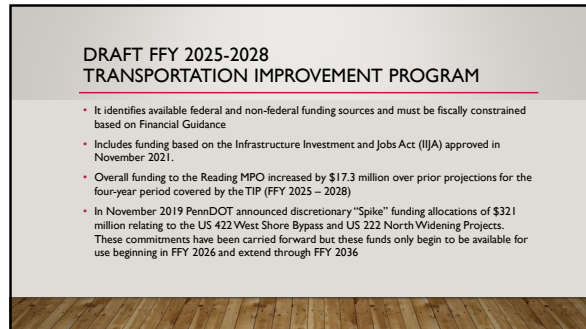 DRAFT FFY 2025-2028
TRANSPORTATION IMPROVEMENT PROGRAM
• It identifies available federal and non-federal funding sources and must be fiscally constrained
based on Financial Guidance
• Includes funding based on the Infrastructure Investment and Jobs Act (IIJA) approved in
November 2021.
• Overall funding to the Reading MPO increased by $17.3 million over prior projections for the
four-year period covered by the TIP (FFY 2025 – 2028)
• In November 2019 PennDOT announced discretionary “Spike” funding allocations of $321
million relating to the US 422 West Shore Bypass and US 222 North Widening Projects.
These commitments have been carried forward but these funds only begin to be available for
use beginning in FFY 2026 and extend through FFY 2036